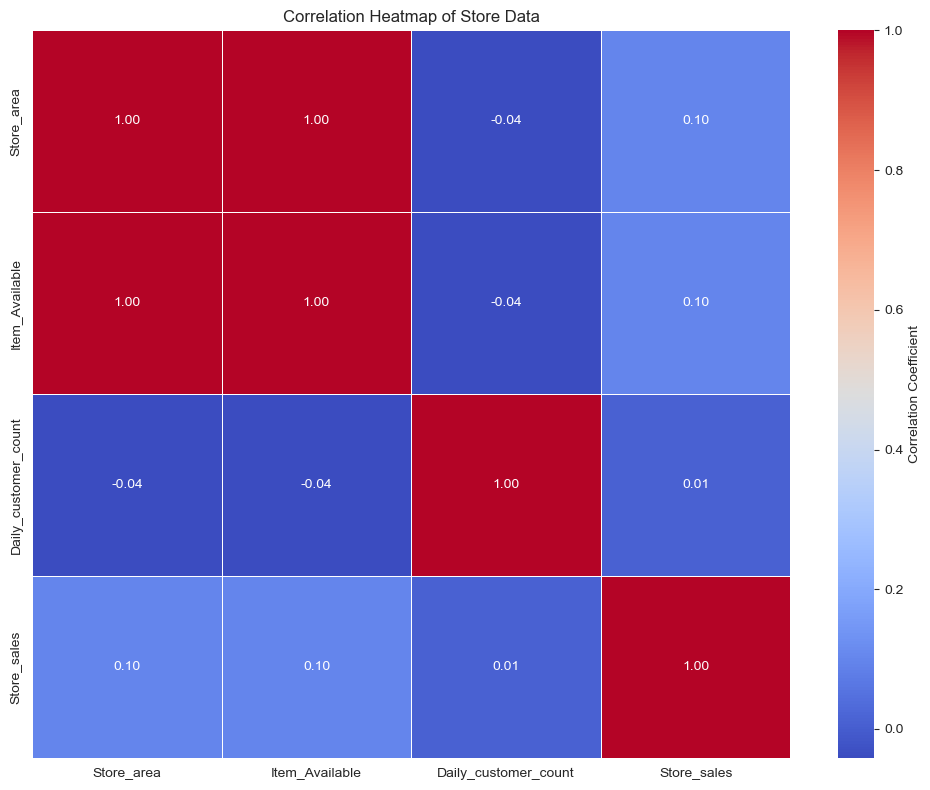 Correlation Heatmap of Store Data
Store_area
1.00
1.00
-0.04
0.10
Item_Available
1.00
1.00
-0.04
0.10
Daily_customer_count
-0.04
-0.04
1.00
0.01
Store_sales
0.10
0.10
0.01
1.00
Store_area
Item_Available
Daily_customer_count
Store_sales
1.0
0.8
0.6
0.4
0.2
0.0
Correlation Coefficient